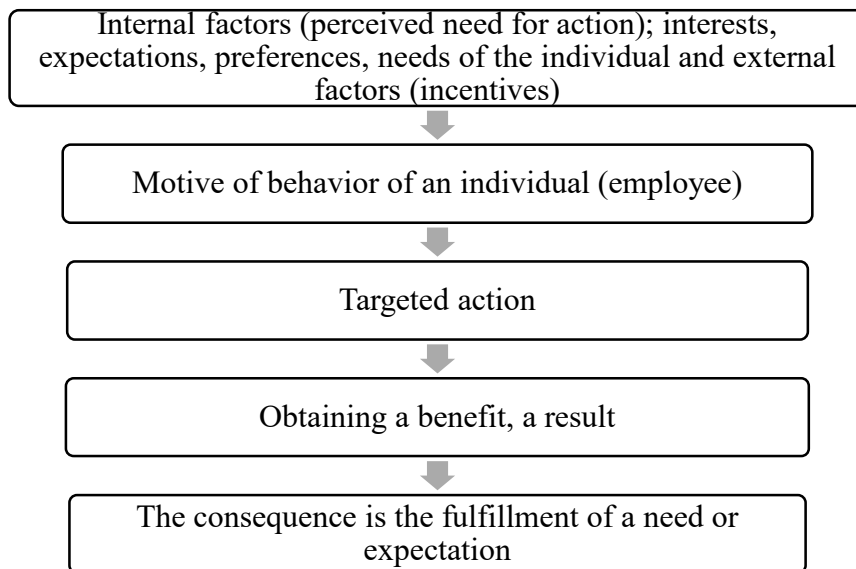 Internal factors (perceived need for action); interests,
expectations, preferences, needs of the individual and external
factors (incentives)
Motive of behavior of an individual (employee)
Targeted action
Obtaining a benefit, a result
The consequence is the fulfillment of a need or
expectation